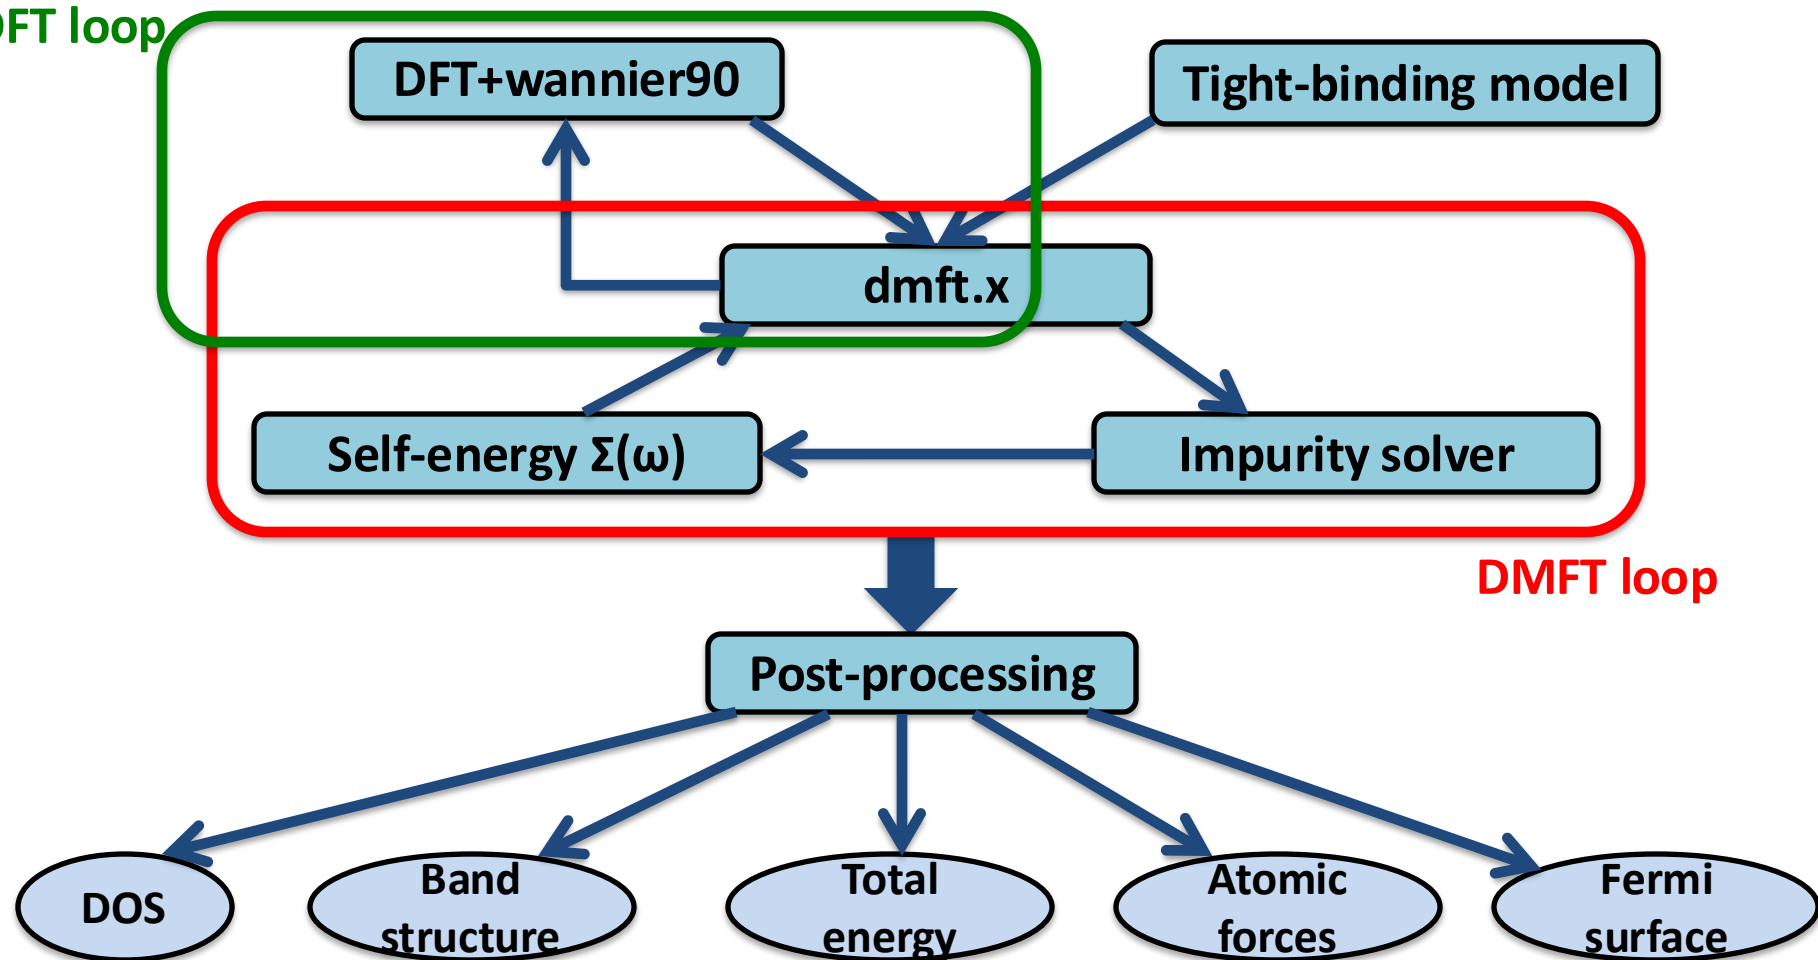 FT loop
DFT+wannier90
Tight-binding model
dmft.x
Self-energy Σ(ω)
Impurity solver
DMFT loop
Post-processing
DOS
Band
structure
Total
energy
Atomic
forces
Fermi
surface